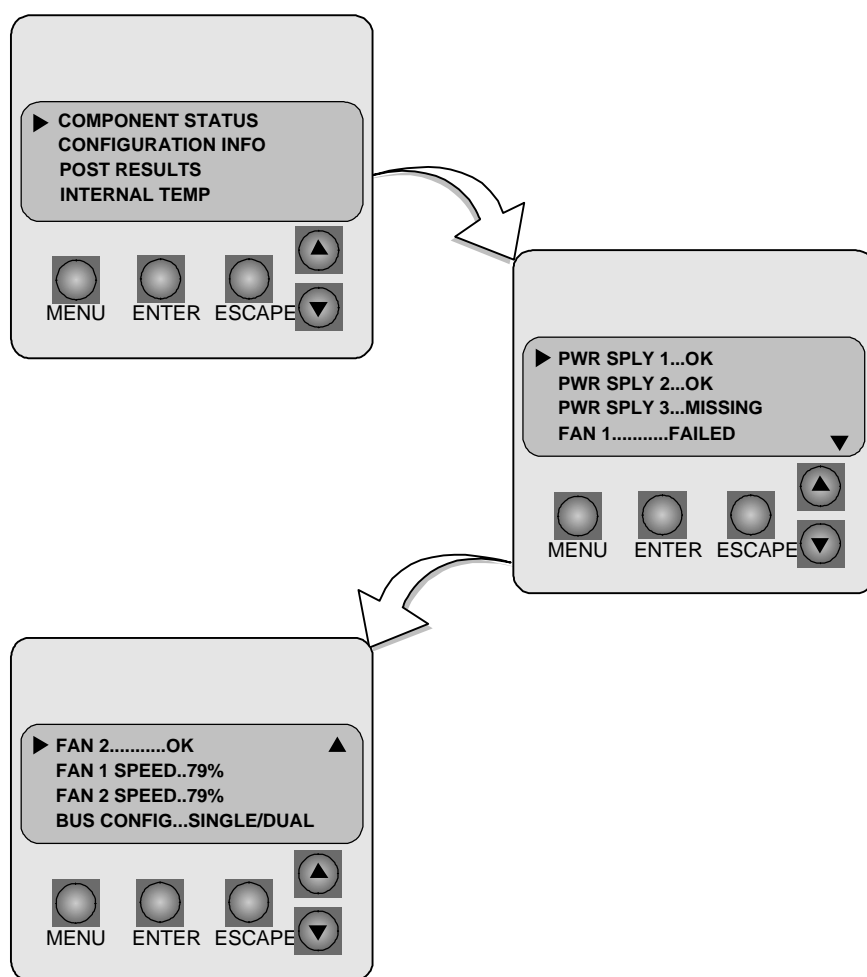 COMPONENT STATUS
CONFIGURATION INFO
POST RESULTS
INTERNAL TEMP
MENU ENTER ESCAPE
PWR SPLY 1...OK
PWR SPLY 2...OK
PWR SPLY 3...MISSING
FAN 1...........FAILED
MENU ENTER ESCAPE
FAN 2..........OK
FAN 1 SPEED..79%
FAN 2 SPEED..79%
BUS CONFIG...SINGLE/DUAL
MENU ENTER ESCAPE